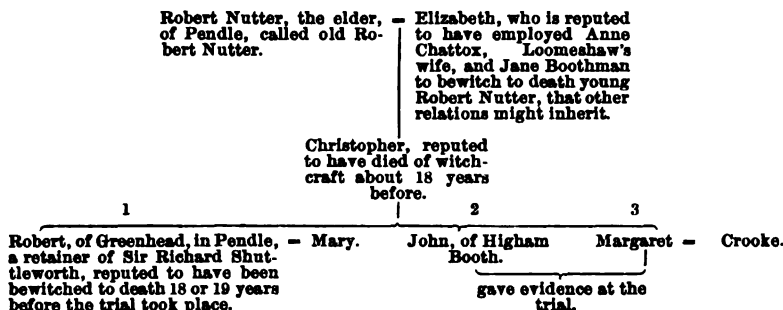 Robert Nutter, the elder, = Elizabeth, who is reputed
of Pendle, called old Ro- to have employed Anne
bert Nutter. Chattox, Loomeshaw's
wife, and Jane Boothman
to bewitch to death young
Robert Nutter, that other
relations might inherit.
Christopher, reputed
to have died of witch-
craft about 18 years
before.
1 2 3
Robert, of Greenhead, in Pendle, = Mary. John, of Higham Margaret = Crooke.
a retainer of Sir Richard Shut- Booth.
tleworth, reputed to have been
bewitched to death 18 or 19 years gave evidence at the
before the trial took place. trial.